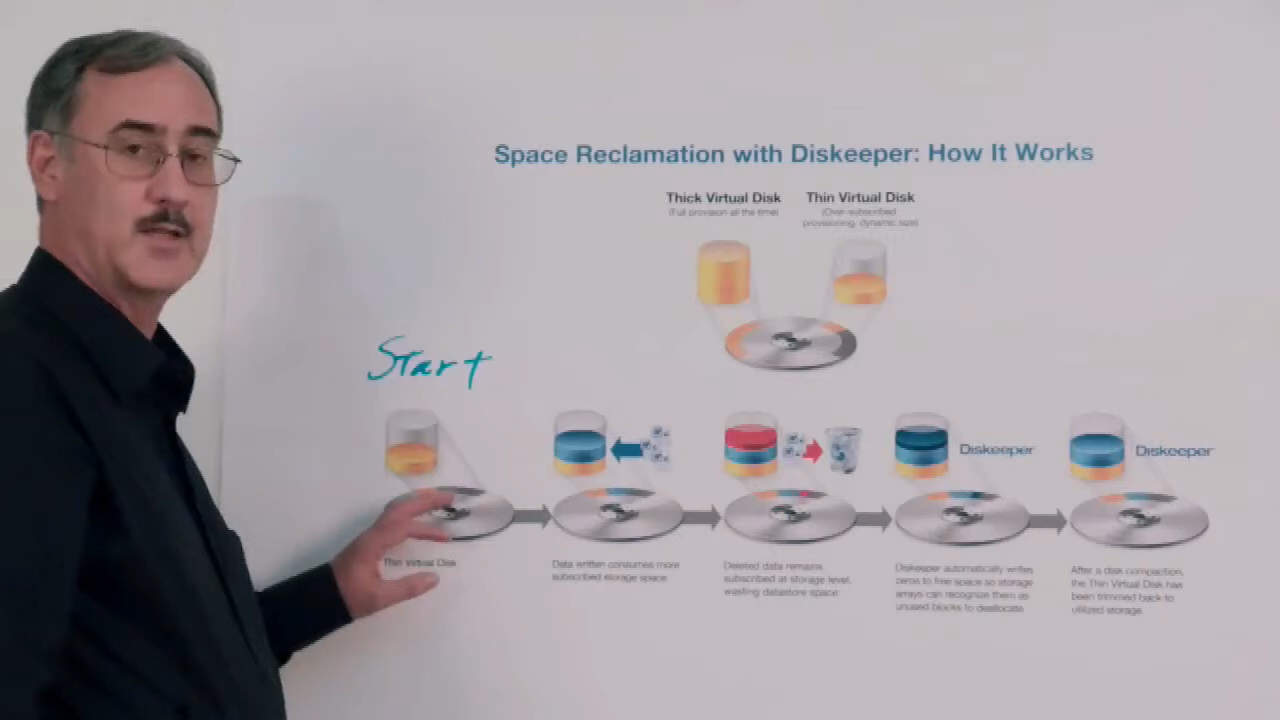 Space Reclamation with Diskeeper: How It Works
Thick Virtual Disk
(Full provision all the time)
Thin Virtual Disk
(Over-subscribed
provisioning, dynamic size)
Start
Diskeeper
Diskeeper
Thin Virtual Disk
Data written consumes more
subscribed storage space.
Deleted data remains
subscribed at storage level,
wasting datastore space.
Diskeeper automatically writes
zeros to free space so storage
arrays can recognize them as
unused blocks to deallocate
After a disk compaction,
the Thin Virtual Disk has
been trimmed back to
utilized storage.